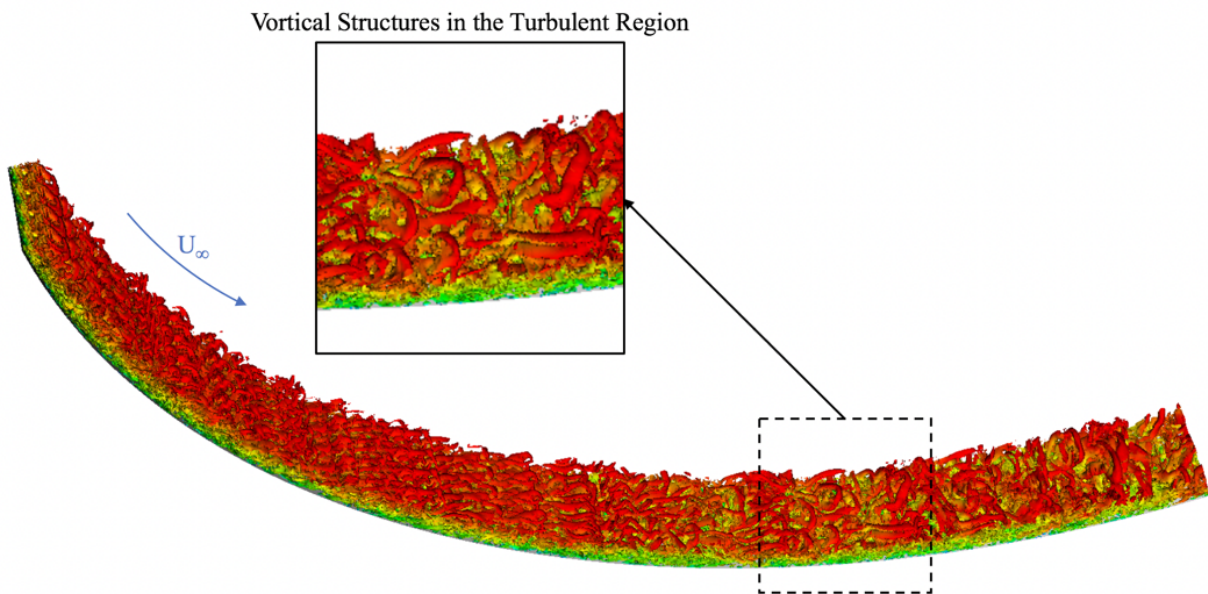 Vortical Structures in the Turbulent Region
U∞